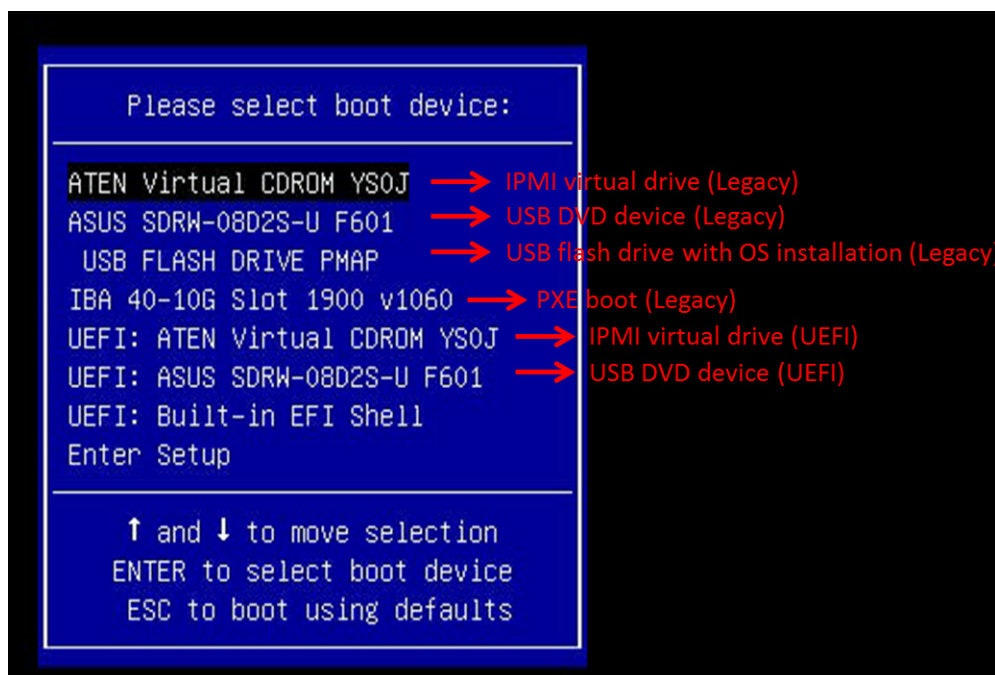 Please select boot device:
ATEN Virtual CDROM YS0J → IPMI virtual drive (Legacy)
ASUS SDRW-08D2S-U F601 → USB DVD device (Legacy)
USB FLASH DRIVE PMAP → USB flash drive with OS installation (Legacy)
IBA 40-10G Slot 1900 v1060 → PXE boot (Legacy)
UEFI: ATEN Virtual CDROM YS0J → IPMI virtual drive (UEFI)
UEFI: ASUS SDRW-08D2S-U F601 → USB DVD device (UEFI)
UEFI: Built-in EFI Shell
Enter Setup
↑ and ↓ to move selection
ENTER to select boot device
ESC to boot using defaults